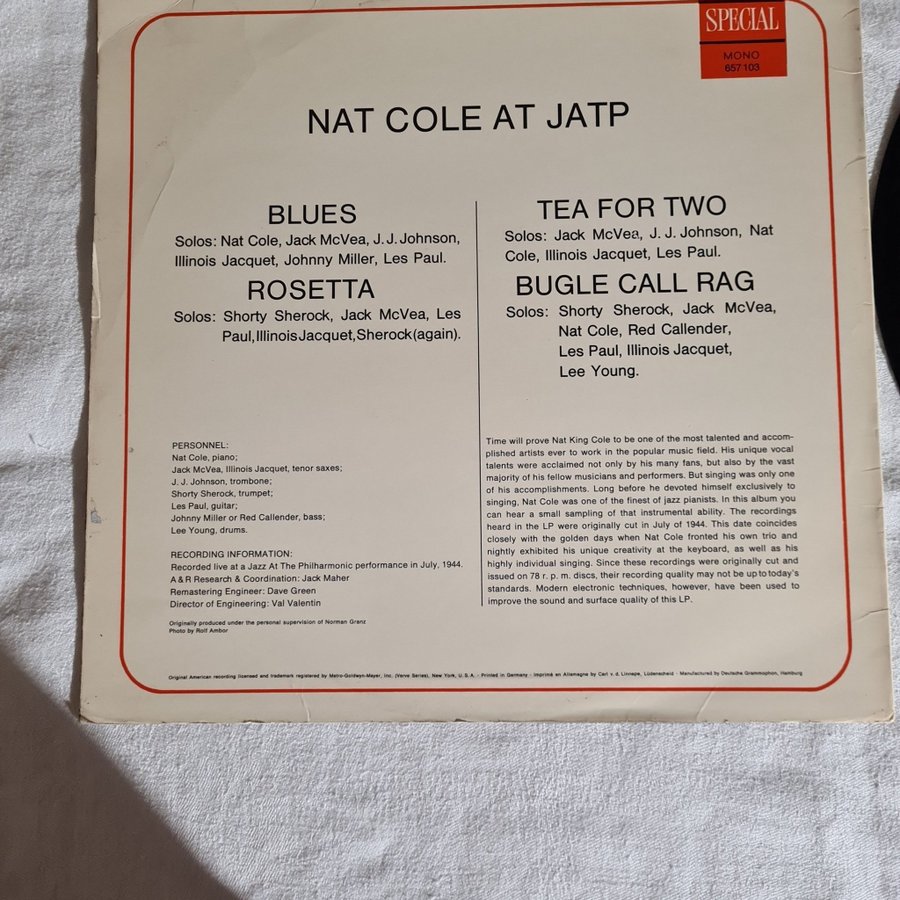 SPECIAL
MONO
657 103
NAT COLE AT JATP
BLUES
Solos: Nat Cole, Jack McVea, J. J. Johnson,
Illinois Jacquet, Johnny Miller, Les Paul.
ROSETTA
Solos: Shorty Sherock, Jack McVea, Les
Paul, Illinois Jacquet, Sherock (again).
TEA FOR TWO
Solos: Jack McVea, J. J. Johnson, Nat
Cole, Illinois Jacquet, Les Paul.
BUGLE CALL RAG
Solos: Shorty Sherock, Jack McVea,
Nat Cole, Red Callender,
Les Paul, Illinois Jacquet,
Lee Young.
PERSONNEL:
Nat Cole, piano;
Jack McVea, Illinois Jacquet, tenor saxes;
J. J. Johnson, trombone;
Shorty Sherock, trumpet;
Les Paul, guitar;
Johnny Miller or Red Callender, bass;
Lee Young, drums.
RECORDING INFORMATION:
Recorded live at a Jazz At The Philharmonic performance in July, 1944.
A & R Research & Coordination: Jack Maher
Remastering Engineer: Dave Green
Director of Engineering: Val Valentin
Originally produced under the personal supervision of Norman Granz
Photo by Rolf Ambor
Time will prove Nat King Cole to be one of the most talented and accom-
plished artists ever to work in the popular music field. His unique vocal
talents were acclaimed not only by his many fans, but also by the vast
majority of his fellow musicians and performers. But singing was only one
of his accomplishments. Long before he devoted himself exclusively to
singing, Nat Cole was one of the finest of jazz pianists. In this album you
can hear a small sampling of that instrumental ability. The recordings
heard in the LP were originally cut in July of 1944. This date coincides
closely with the golden days when Nat Cole fronted his own trio and
nightly exhibited his unique creativity at the keyboard, as well as his
highly individual singing. Since these recordings were originally cut and
issued on 78 r. p. m. discs, their recording quality may not be up to today's
standards. Modern electronic techniques, however, have been used to
improve the sound and surface quality of this LP.
Original American recording licensed and trademark registered by Metro-Goldwyn-Mayer, Inc. (Verve Series), New York, U. S. A. · Printed in Germany · Imprimé en Allemagne by Carl v. d. Linnepe, Lüdenscheid · Manufactured by Deutsche Grammophon, Hamburg